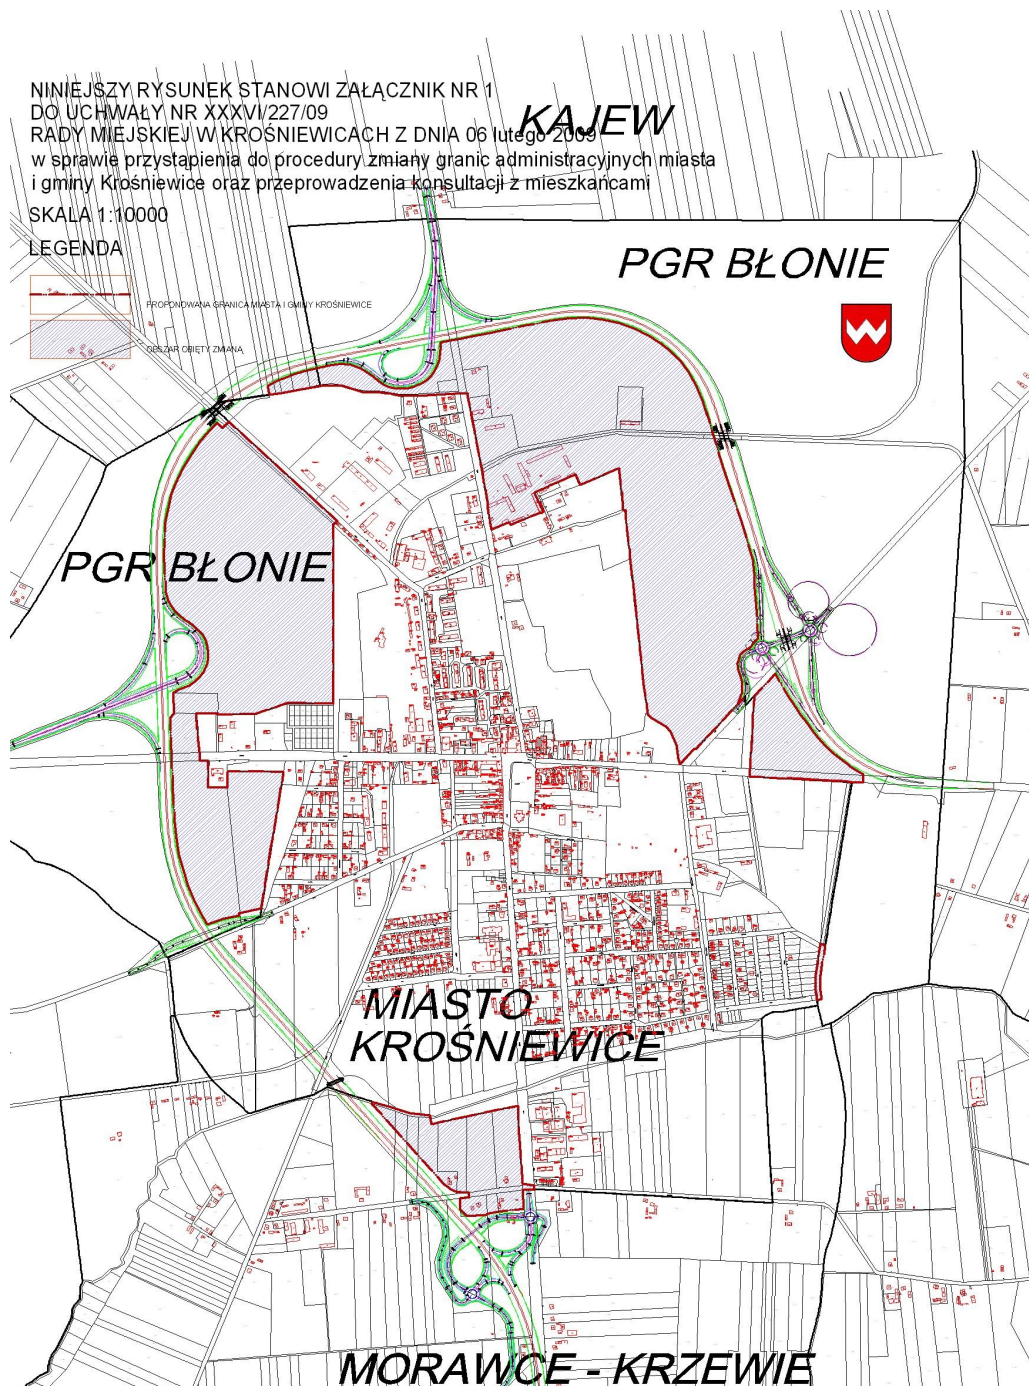 NINIEJSZY RYSUNEK STANOWI ZAŁĄCZNIK NR 1
DO UCHWAŁY NR XXXVI/227/09
RADY MIEJSKIEJ W KROŚNIEWICACH Z DNIA 06 lutego 2009
w sprawie przystąpienia do procedury zmiany granic administracyjnych miasta
i gminy Krośniewice oraz przeprowadzenia konsultacji z mieszkańcami
SKALA 1:10000
LEGENDA
PROPONOWANA GRANICA MIASTA I GMINY KROŚNIEWICE
OBSZAR OBJĘTY ZMIANĄ
KAJEW
PGR BŁONIE
PGR BŁONIE
MIASTO
KROŚNIEWICE
MORAWCE - KRZEWIE